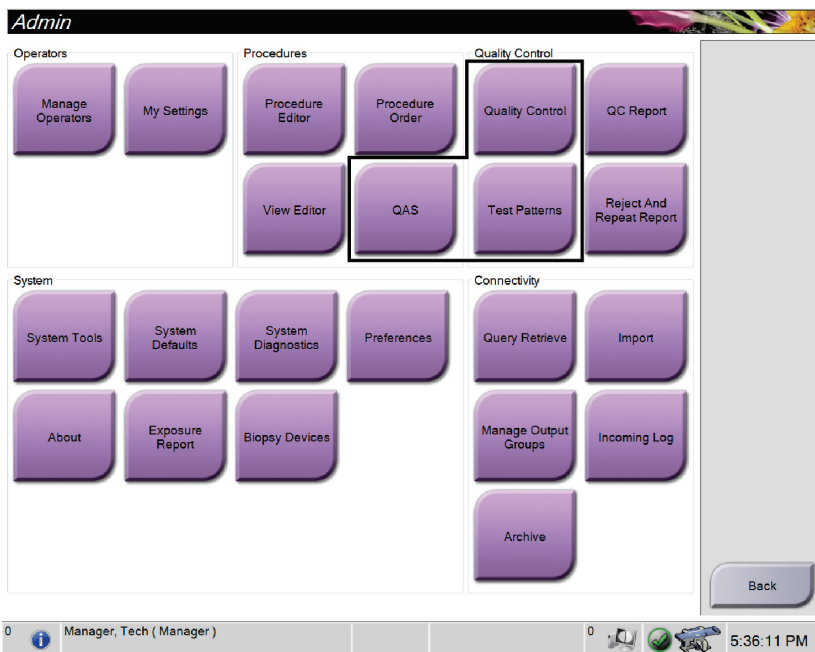 Admin
Operators
Procedures
Quality Control
Manage
Operators
My Settings
Procedure
Editor
Procedure
Order
Quality Control
QC Report
View Editor
QAS
Test Patterns
Reject And
Repeat Report
System
Connectivity
System Tools
System
Defaults
System
Diagnostics
Preferences
Query Retrieve
Import
About
Exposure
Report
Biopsy Devices
Manage Output
Groups
Incoming Log
Archive
Back
0
Manager, Tech ( Manager )
0
5:36:11 PM